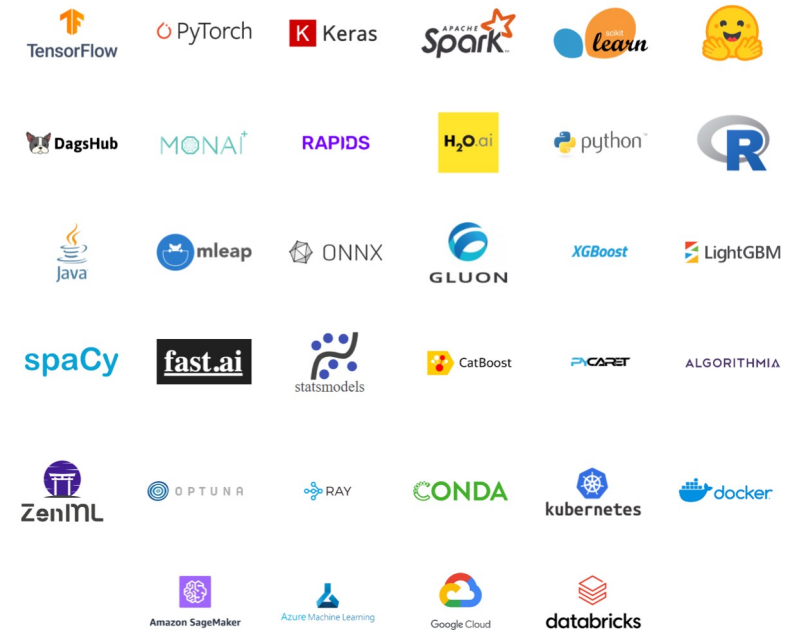 TensorFlow
PyTorch
K Keras
APACHE
Spark™
scikit
learn
DagsHub
MONAI
RAPIDS
H2O.ai
python™
R
Java
mleap
ONNX
GLUON
XGBoost
LightGBM
spaCy
fast.ai
statsmodels
CatBoost
PYCARET
ALGORITHMIA
ZenML
OPTUNA
RAY
CONDA
kubernetes
docker
Amazon SageMaker
Azure Machine Learning
Google Cloud
databricks